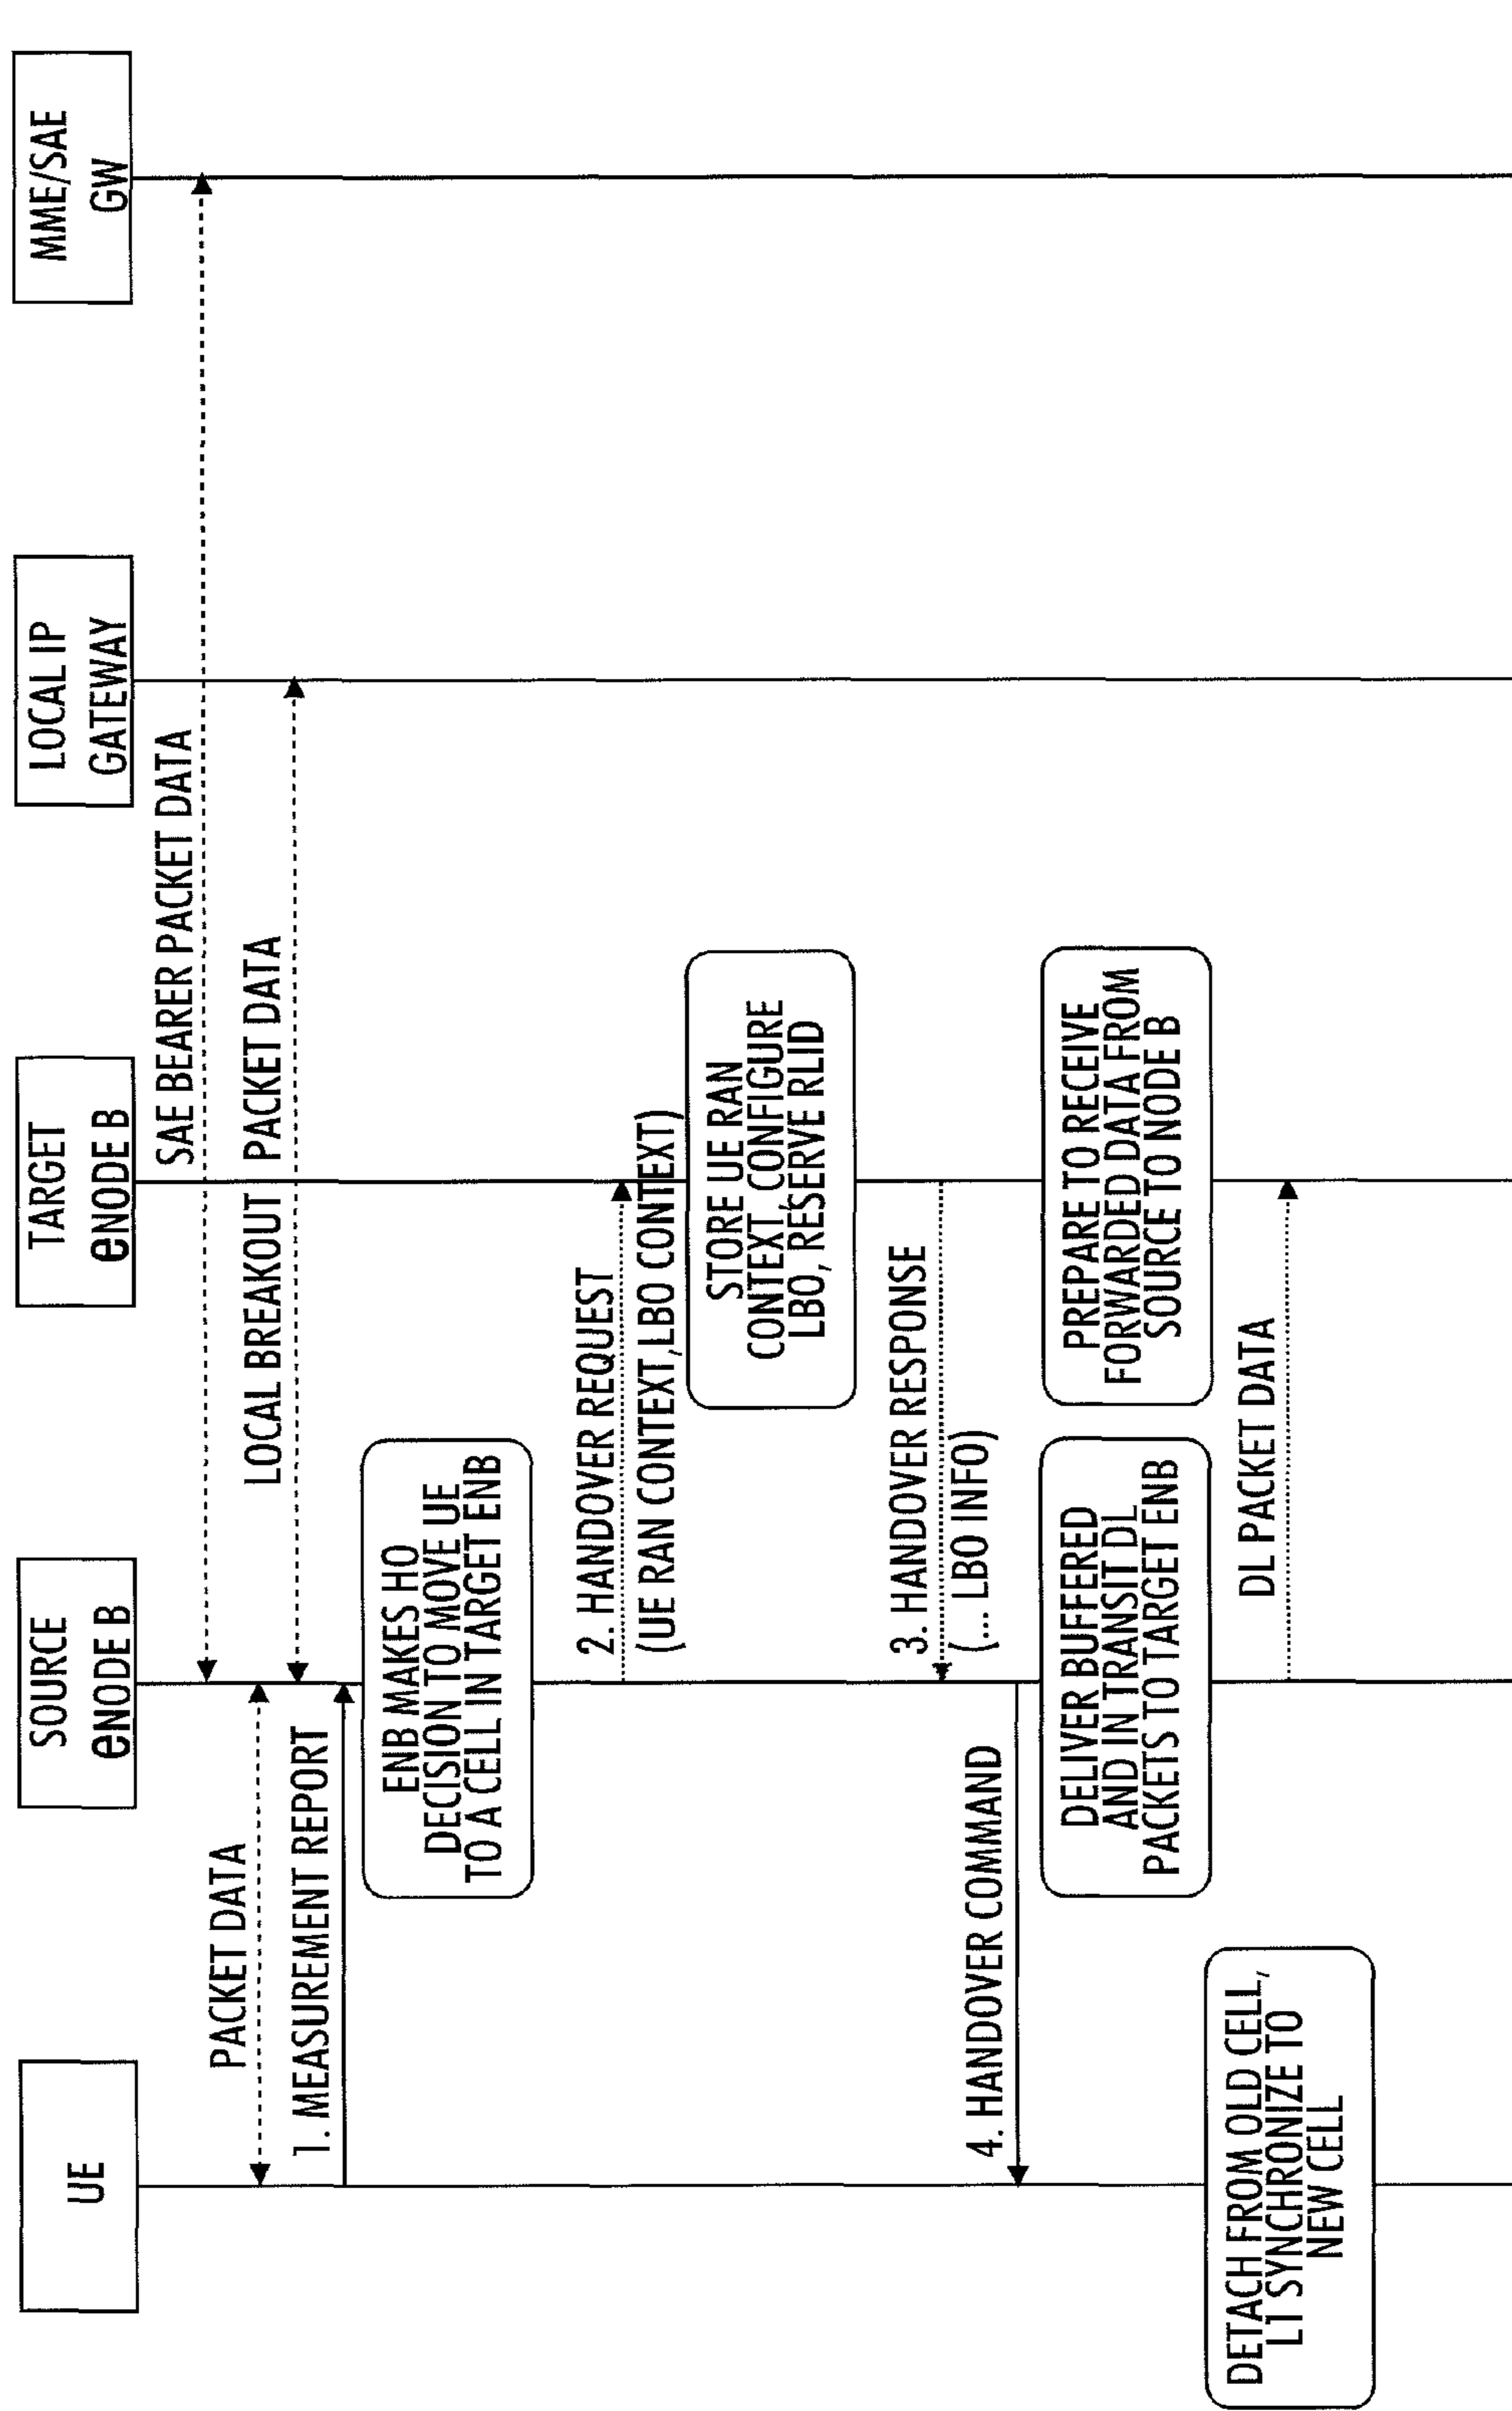 UE
SOURCE
eNODE B
TARGET
eNODE B
LOCAL IP
GATEWAY
MME/SAE
GW
SAE BEARER PACKET DATA
PACKET DATA
LOCAL BREAKOUT PACKET DATA
1. MEASUREMENT REPORT
ENB MAKES HO
DECISION TO MOVE UE
TO A CELL IN TARGET ENB
2. HANDOVER REQUEST
(UE RAN CONTEXT,LBO CONTEXT)
STORE UE RAN
CONTEXT, CONFIGURE
LBO, RESERVE RLID
3. HANDOVER RESPONSE
(... LBO INFO)
4. HANDOVER COMMAND
DELIVER BUFFERED
AND IN TRANSIT DL
PACKETS TO TARGET ENB
PREPARE TO RECEIVE
FORWARDED DATA FROM
SOURCE TO NODE B
DETACH FROM OLD CELL,
L1 SYNCHRONIZE TO
NEW CELL
DL PACKET DATA